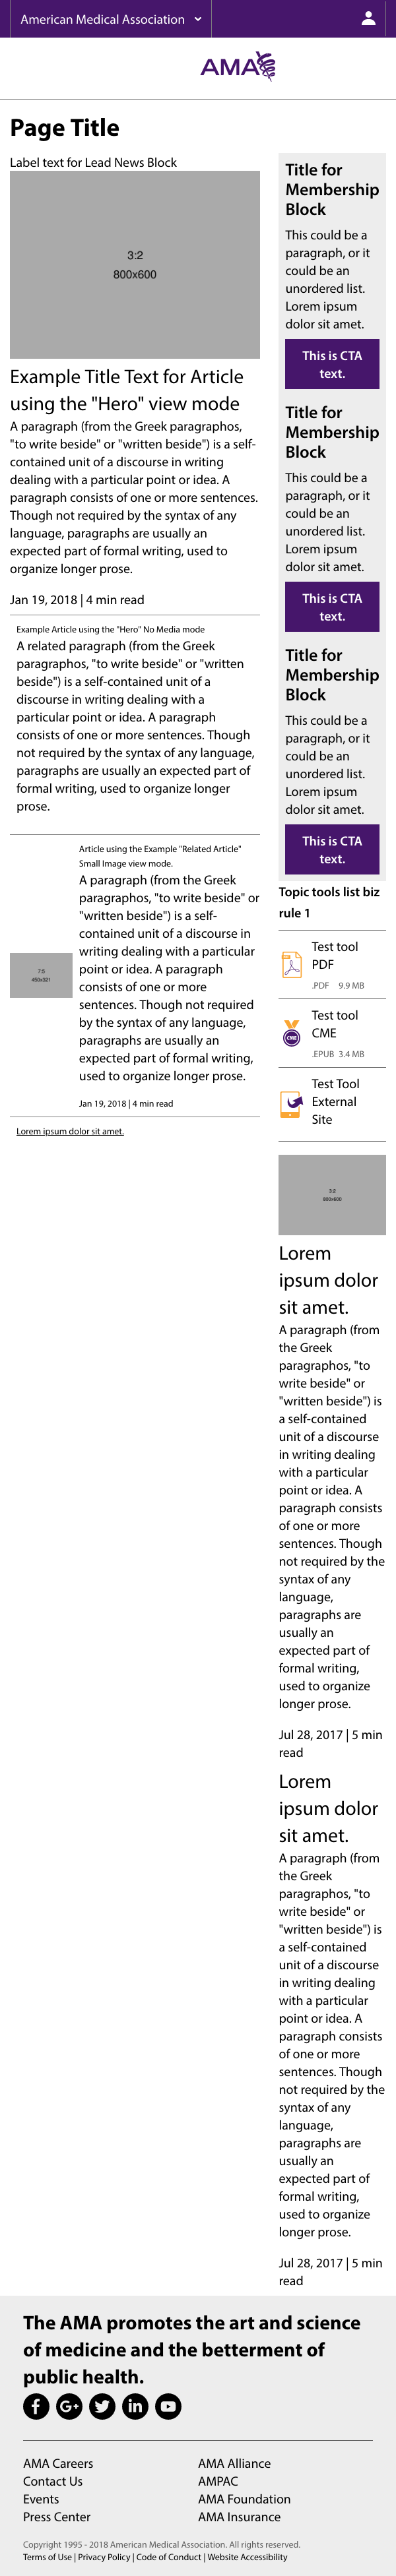 American Medical Association
AMA
Page Title
Label text for Lead News Block
3:2
800x600
Example Title Text for Article
using the "Hero" view mode
A paragraph (from the Greek paragraphos,
"to write beside" or "written beside") is a self-
contained unit of a discourse in writing
dealing with a particular point or idea. A
paragraph consists of one or more sentences.
Though not required by the syntax of any
language, paragraphs are usually an
expected part of formal writing, used to
organize longer prose.
Jan 19, 2018 | 4 min read
Example Article using the "Hero" No Media mode
A related paragraph (from the Greek
paragraphos, "to write beside" or "written
beside") is a self-contained unit of a
discourse in writing dealing with a
particular point or idea. A paragraph
consists of one or more sentences. Though
not required by the syntax of any language,
paragraphs are usually an expected part of
formal writing, used to organize longer
prose.
Article using the Example "Related Article"
Small Image view mode.
A paragraph (from the Greek
paragraphos, "to write beside" or
"written beside") is a self-
contained unit of a discourse in
writing dealing with a particular
point or idea. A paragraph
consists of one or more
sentences. Though not required
by the syntax of any language,
paragraphs are usually an
expected part of formal writing,
used to organize longer prose.
Jan 19, 2018 | 4 min read
Lorem ipsum dolor sit amet.
Title for
Membership
Block
This could be a
paragraph, or it
could be an
unordered list.
Lorem ipsum
dolor sit amet.
This is CTA
text.
Title for
Membership
Block
This could be a
paragraph, or it
could be an
unordered list.
Lorem ipsum
dolor sit amet.
This is CTA
text.
Title for
Membership
Block
This could be a
paragraph, or it
could be an
unordered list.
Lorem ipsum
dolor sit amet.
This is CTA
text.
Topic tools list biz
rule 1
Test tool
PDF
.PDF 9.9 MB
Test tool
CME
CME
.EPUB 3.4 MB
Test Tool
External
Site
3:2
800x600
Lorem
ipsum dolor
sit amet.
A paragraph (from
the Greek
paragraphos, "to
write beside" or
"written beside") is
a self-contained
unit of a discourse
in writing dealing
with a particular
point or idea. A
paragraph consists
of one or more
sentences. Though
not required by the
syntax of any
language,
paragraphs are
usually an
expected part of
formal writing,
used to organize
longer prose.
Jul 28, 2017 | 5 min
read
Lorem
ipsum dolor
sit amet.
A paragraph (from
the Greek
paragraphos, "to
write beside" or
"written beside") is
a self-contained
unit of a discourse
in writing dealing
with a particular
point or idea. A
paragraph consists
of one or more
sentences. Though
not required by the
syntax of any
language,
paragraphs are
usually an
expected part of
formal writing,
used to organize
longer prose.
Jul 28, 2017 | 5 min
read
The AMA promotes the art and science
of medicine and the betterment of
public health.
AMA Careers
Contact Us
Events
Press Center
AMA Alliance
AMPAC
AMA Foundation
AMA Insurance
Copyright 1995 - 2018 American Medical Association. All rights reserved.
Terms of Use | Privacy Policy | Code of Conduct | Website Accessibility